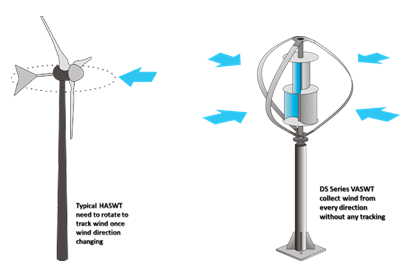 Typical HASWT
need to rotate to
track wind once
wind direction
changing
DS Series VASWT
collect wind from
every direction
without any tracking